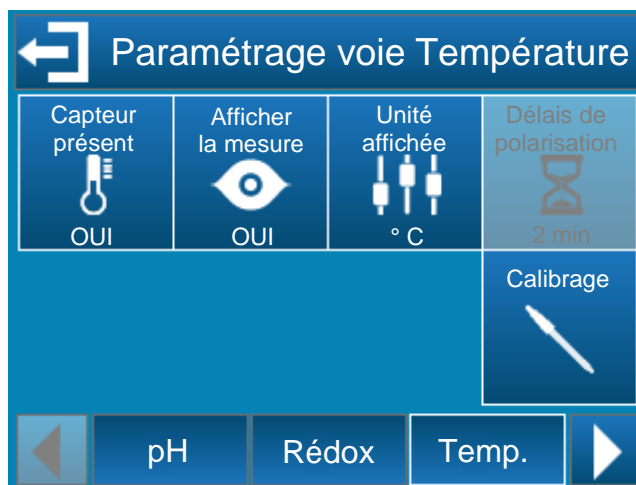 Paramétrage voie Température
Capteur
présent
OUI
Afficher
la mesure
OUI
Unité
affichée
° C
Délais de
polarisation
2 min
Calibrage
pH
Rédox
Temp.